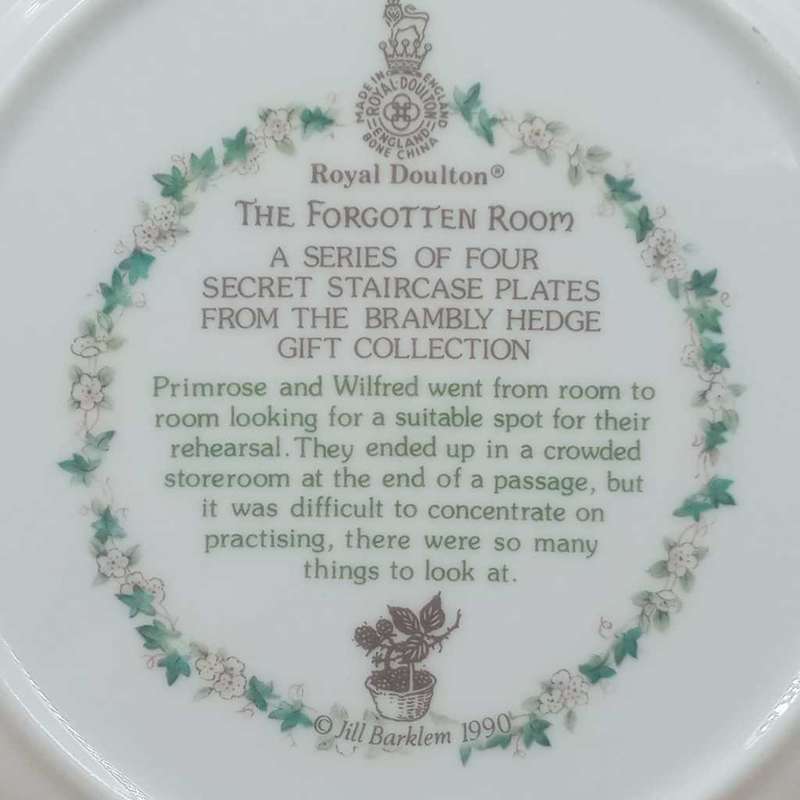 MADE IN ENGLAND
ROYAL DOULTON
ENGLAND
BONE CHINA
Royal Doulton®
THE FORGOTTEN ROOM
A SERIES OF FOUR
SECRET STAIRCASE PLATES
FROM THE BRAMBLY HEDGE
GIFT COLLECTION
Primrose and Wilfred went from room to
room looking for a suitable spot for their
rehearsal. They ended up in a crowded
storeroom at the end of a passage, but
it was difficult to concentrate on
practising, there were so many
things to look at.
© Jill Barklem 1990